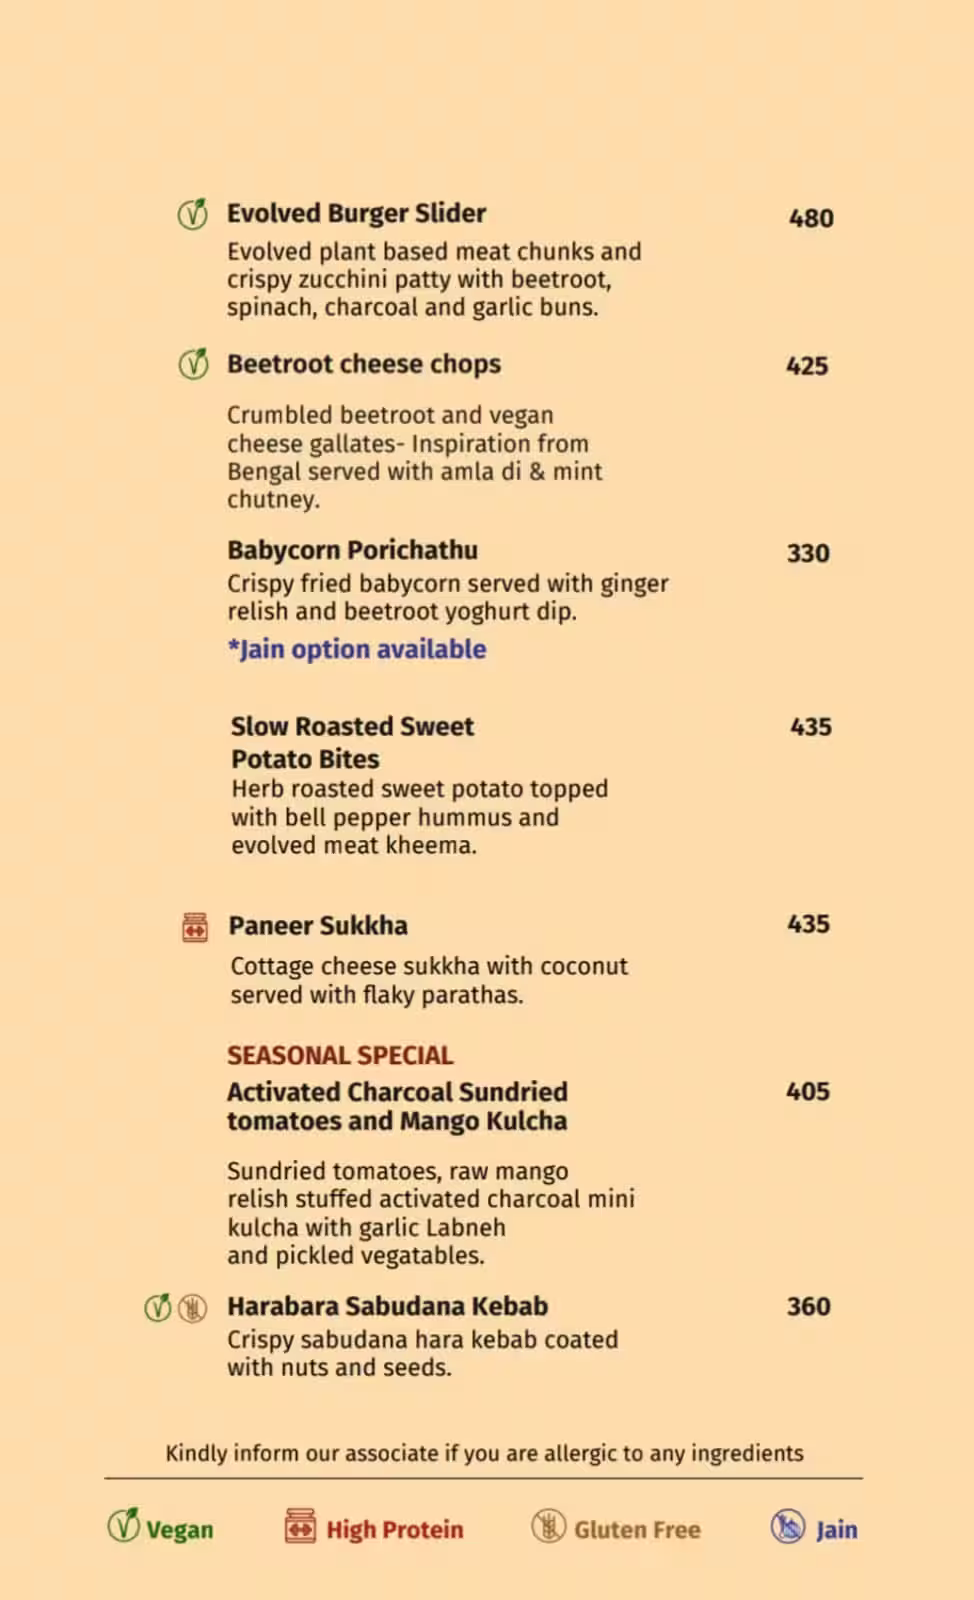 Evolved Burger Slider 480
Evolved plant based meat chunks and
crispy zucchini patty with beetroot,
spinach, charcoal and garlic buns.
Beetroot cheese chops 425
Crumbled beetroot and vegan
cheese gallates- Inspiration from
Bengal served with amla di & mint
chutney.
Babycorn Porichathu 330
Crispy fried babycorn served with ginger
relish and beetroot yoghurt dip.
*Jain option available
Slow Roasted Sweet 435
Potato Bites
Herb roasted sweet potato topped
with bell pepper hummus and
evolved meat kheema.
Paneer Sukkha 435
Cottage cheese sukkha with coconut
served with flaky parathas.
SEASONAL SPECIAL
Activated Charcoal Sundried 405
tomatoes and Mango Kulcha
Sundried tomatoes, raw mango
relish stuffed activated charcoal mini
kulcha with garlic Labneh
and pickled vegatables.
Harabara Sabudana Kebab 360
Crispy sabudana hara kebab coated
with nuts and seeds.
Kindly inform our associate if you are allergic to any ingredients
Vegan High Protein Gluten Free Jain